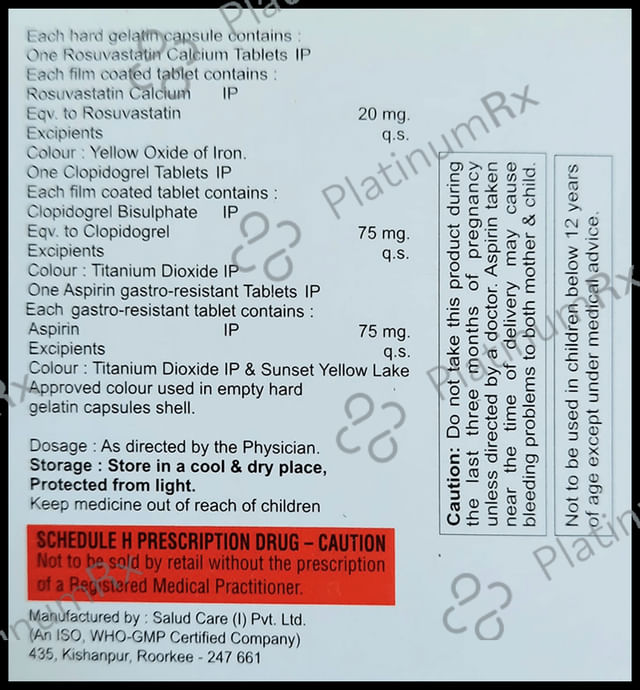 Each hard gelatin capsule contains :
One Rosuvastatin Calcium Tablets IP
Each film coated tablet contains :
Rosuvastatin Calcium IP
Eqv. to Rosuvastatin 20 mg.
Excipients q.s.
Colour : Yellow Oxide of Iron.
One Clopidogrel Tablets IP
Each film coated tablet contains :
Clopidogrel Bisulphate IP
Eqv. to Clopidogrel 75 mg.
Excipients q.s.
Colour : Titanium Dioxide IP
One Aspirin gastro-resistant Tablets IP
Each gastro-resistant tablet contains :
Aspirin IP 75 mg.
Excipients q.s.
Colour : Titanium Dioxide IP & Sunset Yellow Lake
Approved colour used in empty hard
gelatin capsules shell.
Dosage : As directed by the Physician.
Storage : Store in a cool & dry place,
Protected from light.
Keep medicine out of reach of children
SCHEDULE H PRESCRIPTION DRUG – CAUTION
Not to be sold by retail without the prescription
of a Registered Medical Practitioner.
Manufactured by : Salud Care (I) Pvt. Ltd.
(An ISO, WHO-GMP Certified Company)
435, Kishanpur, Roorkee - 247 661
Caution: Do not take this product during
the last three months of pregnancy
unless directed by a doctor. Aspirin taken
near the time of delivery may cause
bleeding problems to both mother & child.
Not to be used in children below 12 years
of age except under medical advice.
PlatinumRx
PlatinumRx
PlatinumRx
Platinu
Platin